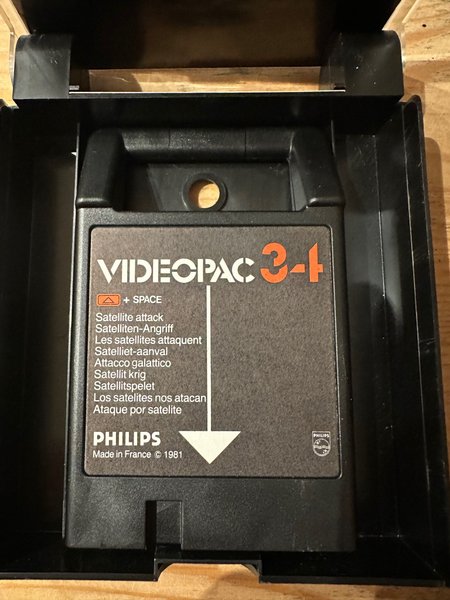 VIDEOPAC 34
+ SPACE
Satellite attack
Satelliten-Angriff
Les satellites attaquent
Satelliet-aanval
Attacco galattico
Satellit krig
Satellitspelet
Los satelites nos atacan
Ataque por satelite
PHILIPS
Made in France © 1981
PHILIPS